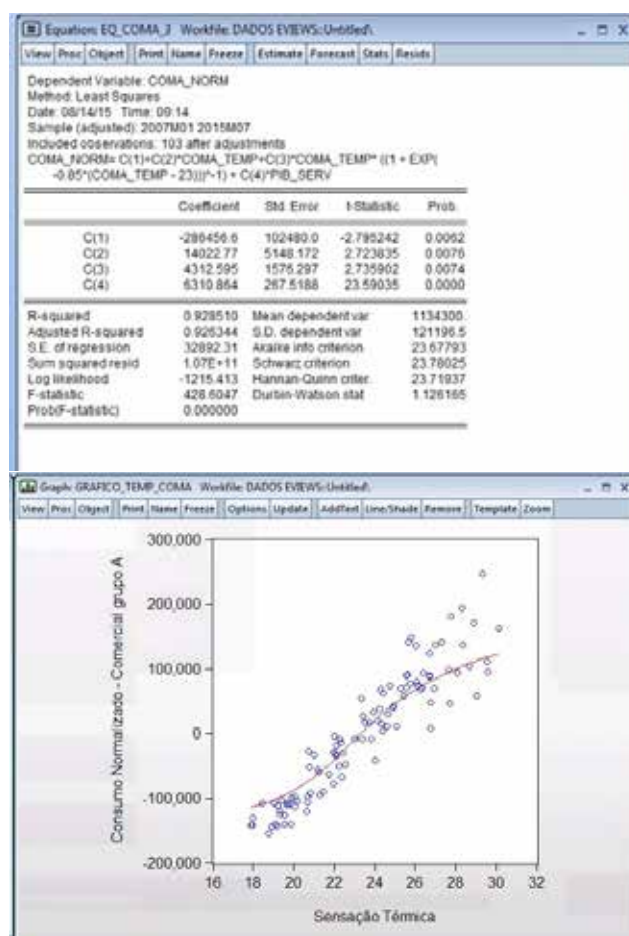 Equation: EQ_COMA_3 Workfile: DADOS EVIEWS::Untitled\
View Proc Object Print Name Freeze Estimate Forecast Stats Resids
Dependent Variable: COMA_NORM
Method: Least Squares
Date: 08/14/15 Time: 09:14
Sample (adjusted): 2007M01 2015M07
Included observations: 103 after adjustments
COMA_NORM= C(1)+C(2)*COMA_TEMP+C(3)*COMA_TEMP* ((1 + EXP(
-0.85*(COMA_TEMP - 23)))^-1) + C(4)*PIB_SERV
Coefficient Std. Error t-Statistic Prob.
C(1) -286456.6 102480.0 -2.795242 0.0062
C(2) 14022.77 5148.172 2.723835 0.0076
C(3) 4312.595 1576.297 2.735902 0.0074
C(4) 6310.864 267.5188 23.59035 0.0000
R-squared 0.928510 Mean dependent var 1134300.
Adjusted R-squared 0.926344 S.D. dependent var 121196.5
S.E. of regression 32892.31 Akaike info criterion 23.67793
Sum squared resid 1.07E+11 Schwarz criterion 23.78025
Log likelihood -1215.413 Hannan-Quinn criter. 23.71937
F-statistic 428.6047 Durbin-Watson stat 1.126165
Prob(F-statistic) 0.000000
Graph: GRAFICO_TEMP_COMA Workfile: DADOS EVIEWS::Untitled\
View Proc Object Print Name Freeze Options Update AddText Line/Shade Remove Template Zoom
Consumo Normalizado - Comercial grupo A
300,000
200,000
100,000
0
-100,000
-200,000
16 18 20 22 24 26 28 30 32
Sensação Térmica